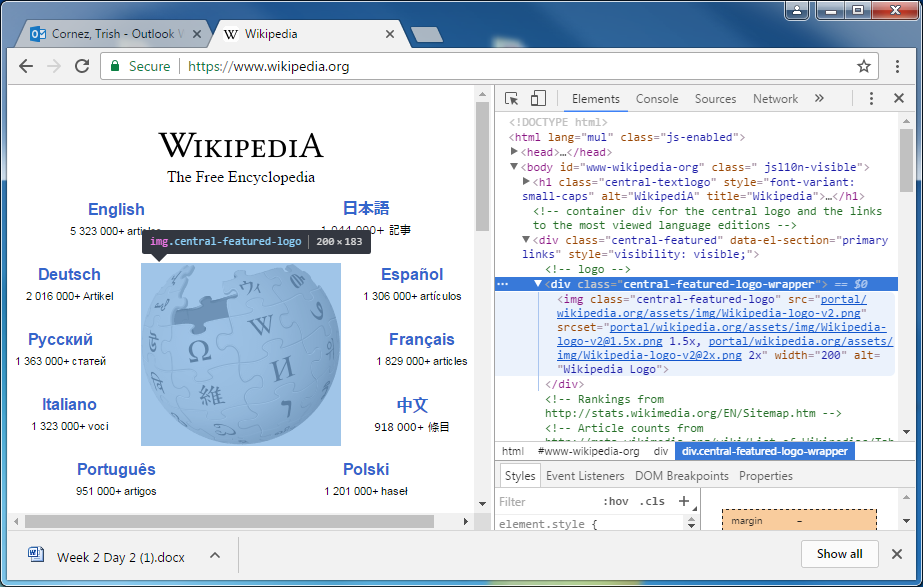 Cornez, Trish - Outlook
Wikipedia
Secure
https://www.wikipedia.org
WIKIPEDIA
The Free Encyclopedia
English
5 323 000+
日本語
記事
img.central-featured-logo 200 × 183
Deutsch
2 016 000+ Artikel
Español
1 306 000+ artículos
Русский
1 363 000+ статей
Français
1 829 000+ articles
Italiano
1 323 000+ voci
中文
918 000+ 條目
Português
951 000+ artigos
Polski
1 201 000+ haseł
Ω
W
И
維
Elements Console Sources Network »
<!DOCTYPE html>
<html lang="mul" class="js-enabled">
<head>…</head>
<body id="www-wikipedia-org" class=" jsl10n-visible">
<h1 class="central-textlogo" style="font-variant:
small-caps" alt="WikipediA" title="Wikipedia">…</h1>
<!-- container div for the central logo and the links
to the most viewed language editions -->
<div class="central-featured" data-el-section="primary
links" style="visibility: visible;">
<!-- logo -->
<div class="central-featured-logo-wrapper"> == $0
<img class="central-featured-logo" src="portal/
wikipedia.org/assets/img/Wikipedia-logo-v2.png"
srcset="portal/wikipedia.org/assets/img/Wikipedia-
logo-v2@1.5x.png 1.5x, portal/wikipedia.org/assets/
img/Wikipedia-logo-v2@2x.png 2x" width="200" alt=
"Wikipedia Logo">
</div>
<!-- Rankings from
http://stats.wikimedia.org/EN/Sitemap.htm -->
<!-- Article counts from
html #www-wikipedia-org div div.central-featured-logo-wrapper
Styles Event Listeners DOM Breakpoints Properties
Filter :hov .cls +
element.style {
margin –
Week 2 Day 2 (1).docx
Show all